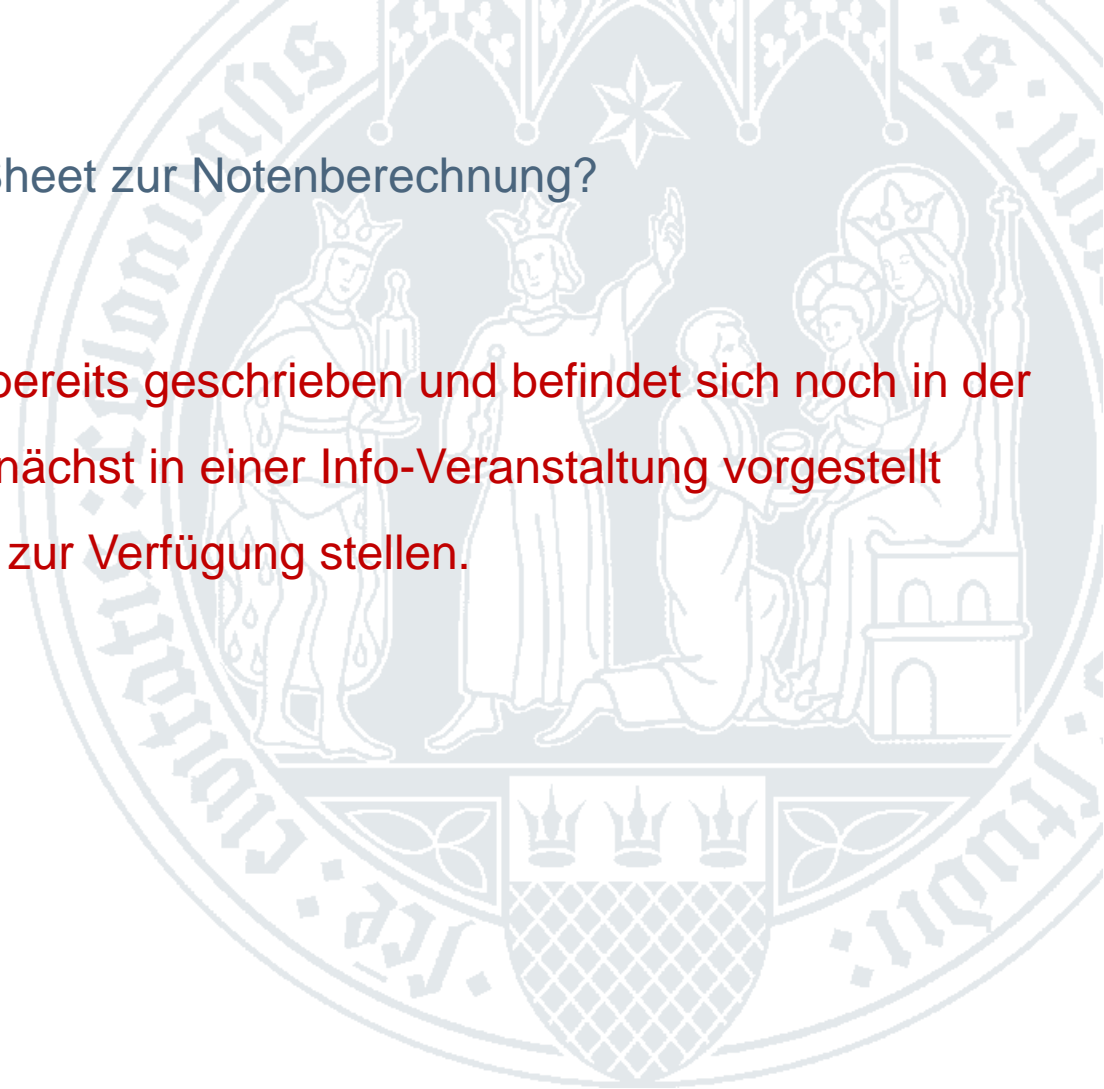 Sheet zur Notenberechnung?
bereits geschrieben und befindet sich noch in der
nächst in einer Info-Veranstaltung vorgestellt
zur Verfügung stellen.